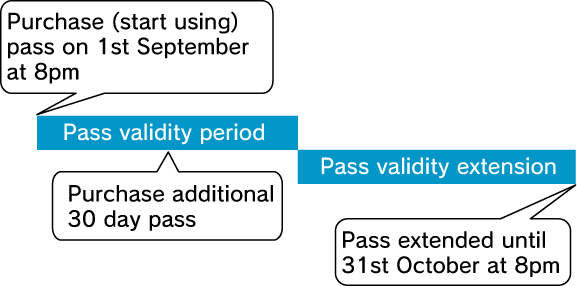 Purchase (start using)
pass on 1st September
at 8pm
Pass validity period
Pass validity extension
Purchase additional
30 day pass
Pass extended until
31st October at 8pm